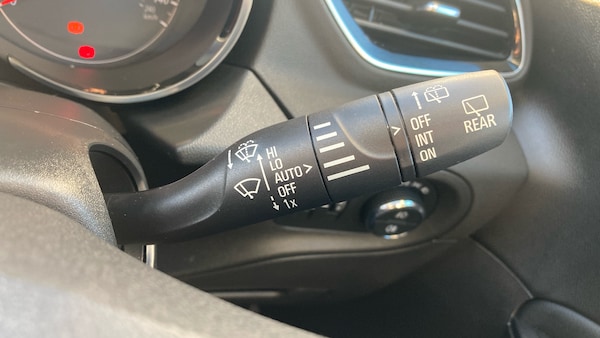 HI
LO
AUTO
OFF
1x
OFF
INT
ON
REAR